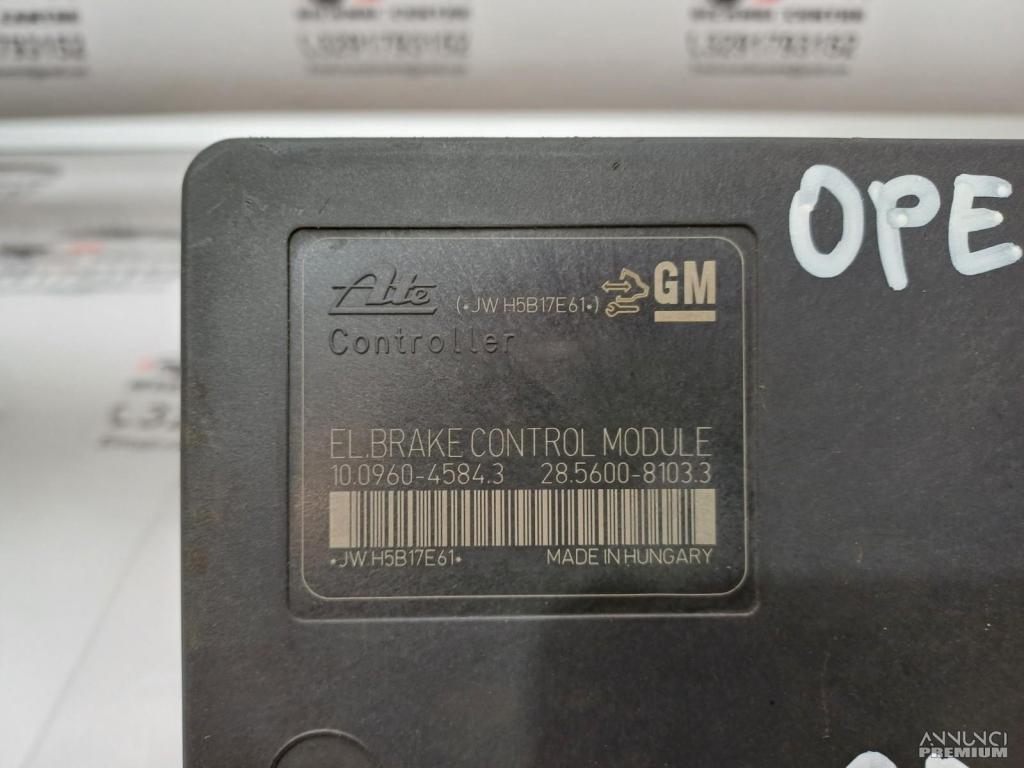 OPE
Ate (•JW H5B17E61•) GM
Controller
EL.BRAKE CONTROL MODULE
10.0960-4584.3 28.5600-8103.3
•JW H5B17E61• MADE IN HUNGARY
ANNUNCI
PREMIUM